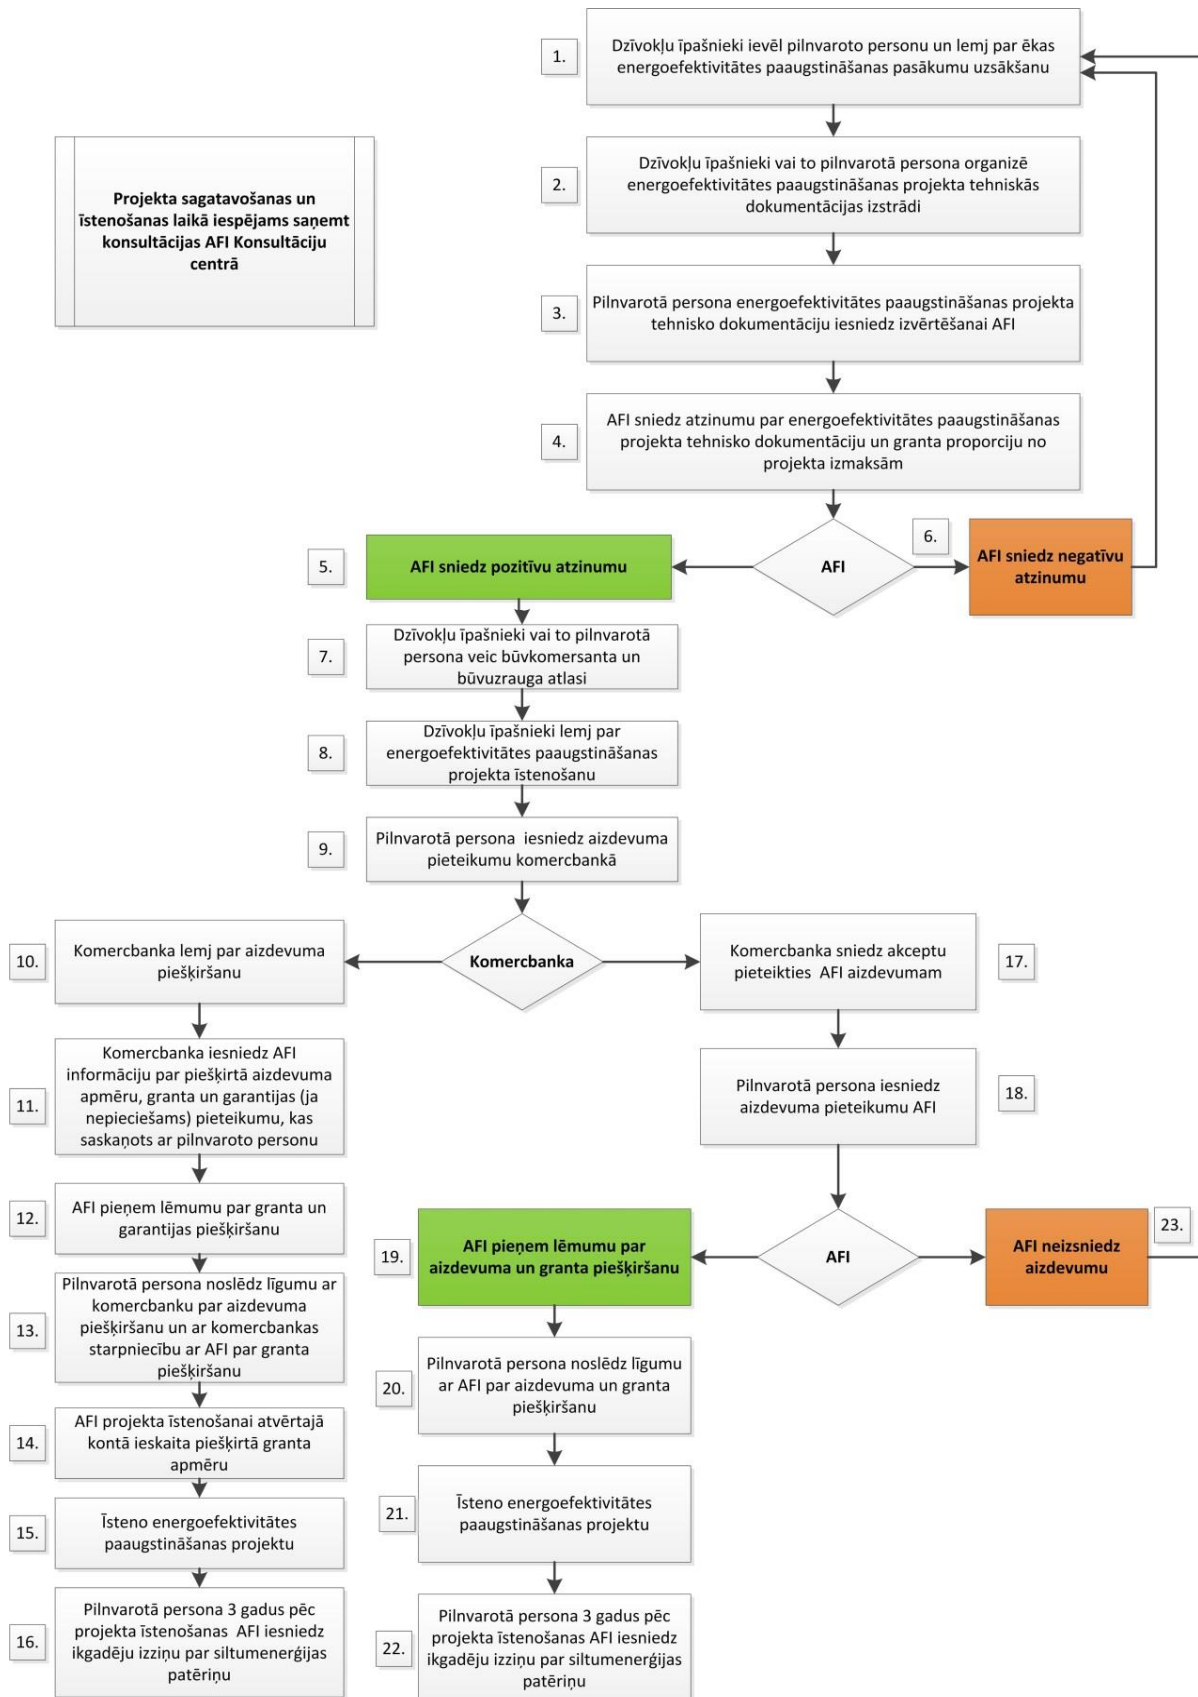 1.
Dzīvokļu īpašnieki ievēl pilnvaroto personu un lemj par ēkas
energoefektivitātes paaugstināšanas pasākumu uzsākšanu
Projekta sagatavošanas un
īstenošanas laikā iespējams saņemt
konsultācijas AFI Konsultāciju
centrā
2.
Dzīvokļu īpašnieki vai to pilnvarotā persona organizē
energoefektivitātes paaugstināšanas projekta tehniskās
dokumentācijas izstrādi
3.
Pilnvarotā persona energoefektivitātes paaugstināšanas projekta
tehnisko dokumentāciju iesniedz izvērtēšanai AFI
4.
AFI sniedz atzinumu par energoefektivitātes paaugstināšanas
projekta tehnisko dokumentāciju un granta proporciju no
projekta izmaksām
5.
AFI sniedz pozitīvu atzinumu
AFI
6.
AFI sniedz negatīvu
atzinumu
7.
Dzīvokļu īpašnieki vai to pilnvarotā
persona veic būvkomersanta un
būvuzrauga atlasi
8.
Dzīvokļu īpašnieki lemj par
energoefektivitātes paaugstināšanas
projekta īstenošanu
9.
Pilnvarotā persona iesniedz aizdevuma
pieteikumu komercbankā
10.
Komercbanka lemj par aizdevuma
piešķiršanu
Komercbanka
Komercbanka sniedz akceptu
pieteikties AFI aizdevumam
17.
11.
Komercbanka iesniedz AFI
informāciju par piešķirtā aizdevuma
apmēru, granta un garantijas (ja
nepieciešams) pieteikumu, kas
saskaņots ar pilnvaroto personu
Pilnvarotā persona iesniedz
aizdevuma pieteikumu AFI
18.
12.
AFI pieņem lēmumu par granta un
garantijas piešķiršanu
19.
AFI pieņem lēmumu par
aizdevuma un granta piešķiršanu
AFI
AFI neizsniedz
aizdevumu
23.
13.
Pilnvarotā persona noslēdz līgumu ar
komercbanku par aizdevuma
piešķiršanu un ar komercbankas
starpniecību ar AFI par granta
piešķiršanu
20.
Pilnvarotā persona noslēdz līgumu
ar AFI par aizdevuma un granta
piešķiršanu
14.
AFI projekta īstenošanai atvērtajā
kontā ieskaita piešķirtā granta
apmēru
15.
Īsteno energoefektivitātes
paaugstināšanas projektu
21.
Īsteno energoefektivitātes
paaugstināšanas projektu
16.
Pilnvarotā persona 3 gadus pēc
projekta īstenošanas AFI iesniedz
ikgadēju izziņu par siltumenerģijas
patēriņu
22.
Pilnvarotā persona 3 gadus pēc
projekta īstenošanas AFI iesniedz
ikgadēju izziņu par siltumenerģijas
patēriņu